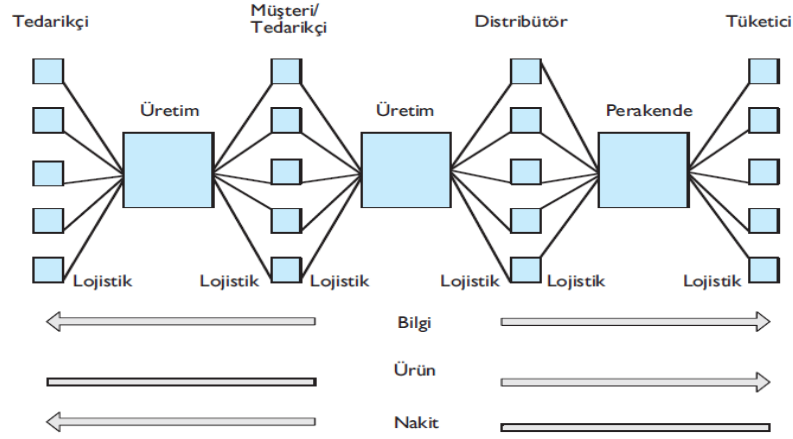 Tedarikçi
Müşteri/
Tedarikçi
Distribütör
Tüketici
Üretim
Üretim
Perakende
Lojistik
Lojistik
Lojistik
Lojistik
Lojistik
Lojistik
Bilgi
Ürün
Nakit